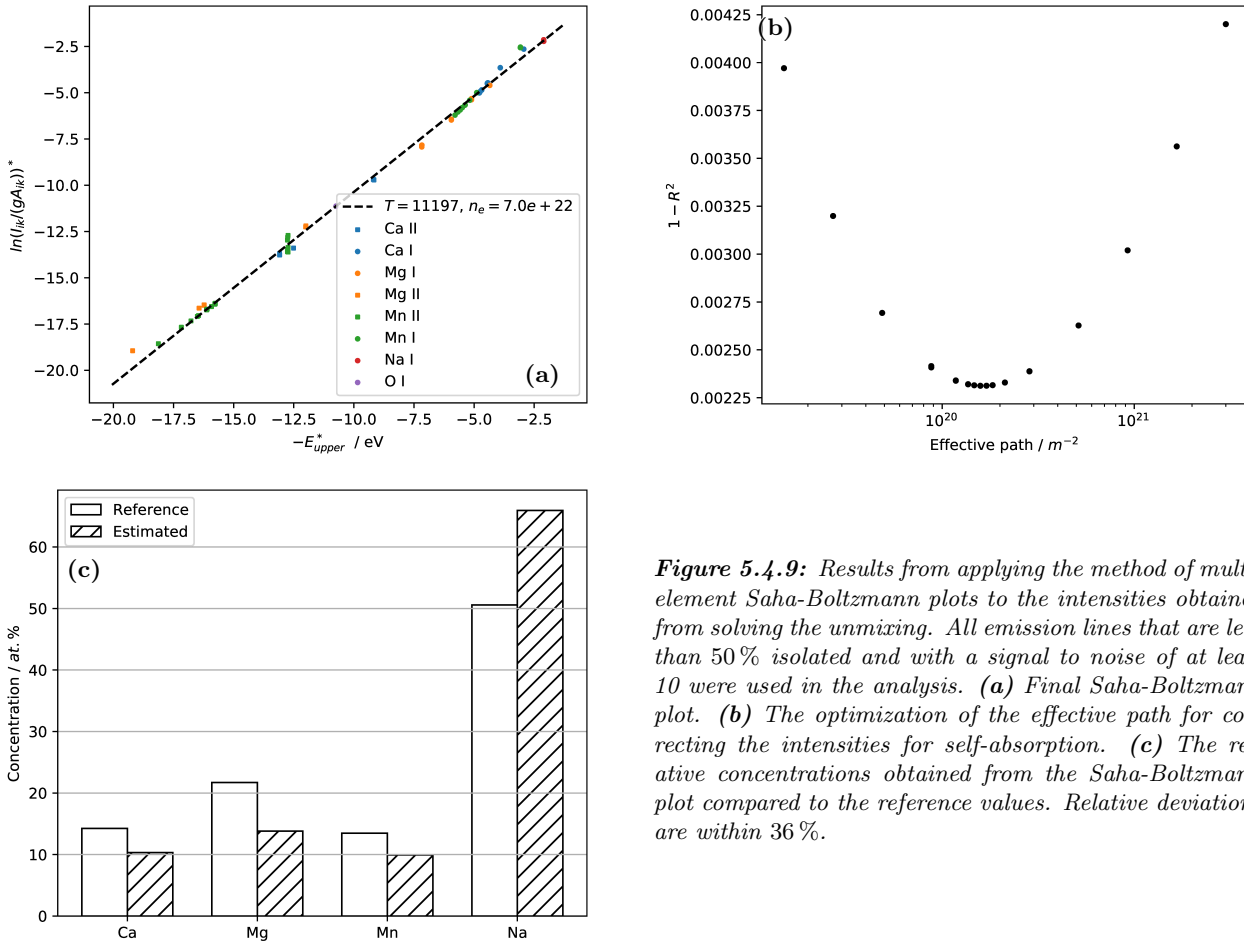 −2.5
−5.0
−7.5
−10.0
−12.5
−15.0
−17.5
−20.0
ln(I_{ik}/(gA_{ik}))^*
T = 11197, n_e = 7.0e + 22
Ca II
Ca I
Mg I
Mg II
Mn II
Mn I
Na I
O I
(a)
−20.0 −17.5 −15.0 −12.5 −10.0 −7.5 −5.0 −2.5
−E^*_{upper} / eV
(b)
0.00425
0.00400
0.00375
0.00350
0.00325
0.00300
0.00275
0.00250
0.00225
1 − R^2
10^{20} 10^{21}
Effective path / m^{−2}
Reference
Estimated
(c)
60
50
40
30
20
10
0
Concentration / at. %
Ca Mg Mn Na
Figure 5.4.9: Results from applying the method of mult
element Saha-Boltzmann plots to the intensities obtain
from solving the unmixing. All emission lines that are le
than 50 % isolated and with a signal to noise of at lea
10 were used in the analysis. (a) Final Saha-Boltzman
plot. (b) The optimization of the effective path for co
recting the intensities for self-absorption. (c) The re
ative concentrations obtained from the Saha-Boltzman
plot compared to the reference values. Relative deviation
are within 36 %.